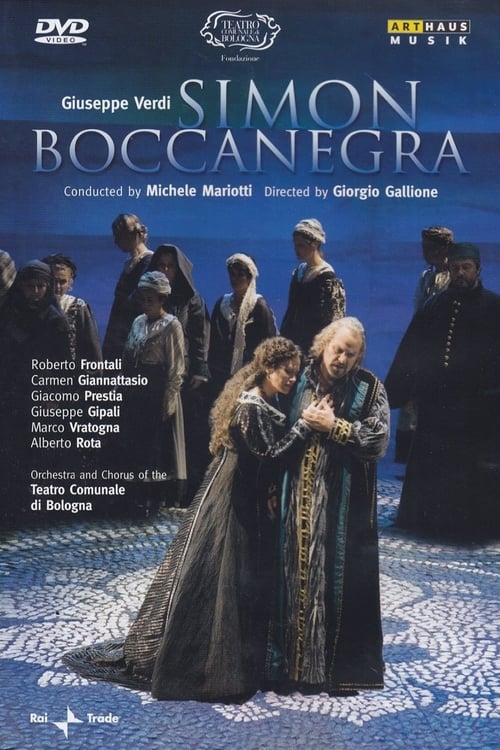 DVD
VIDEO
TEATRO
COMUNALE di
BOLOGNA
Fondazione
ARTHAUS
MUSIK
Giuseppe Verdi
SIMON
BOCCANEGRA
Conducted by Michele Mariotti Directed by Giorgio Gallione
Roberto Frontali
Carmen Giannattasio
Giacomo Prestia
Giuseppe Gipali
Marco Vratogna
Alberto Rota
Orchestra and Chorus of the
Teatro Comunale
di Bologna
Rai Trade